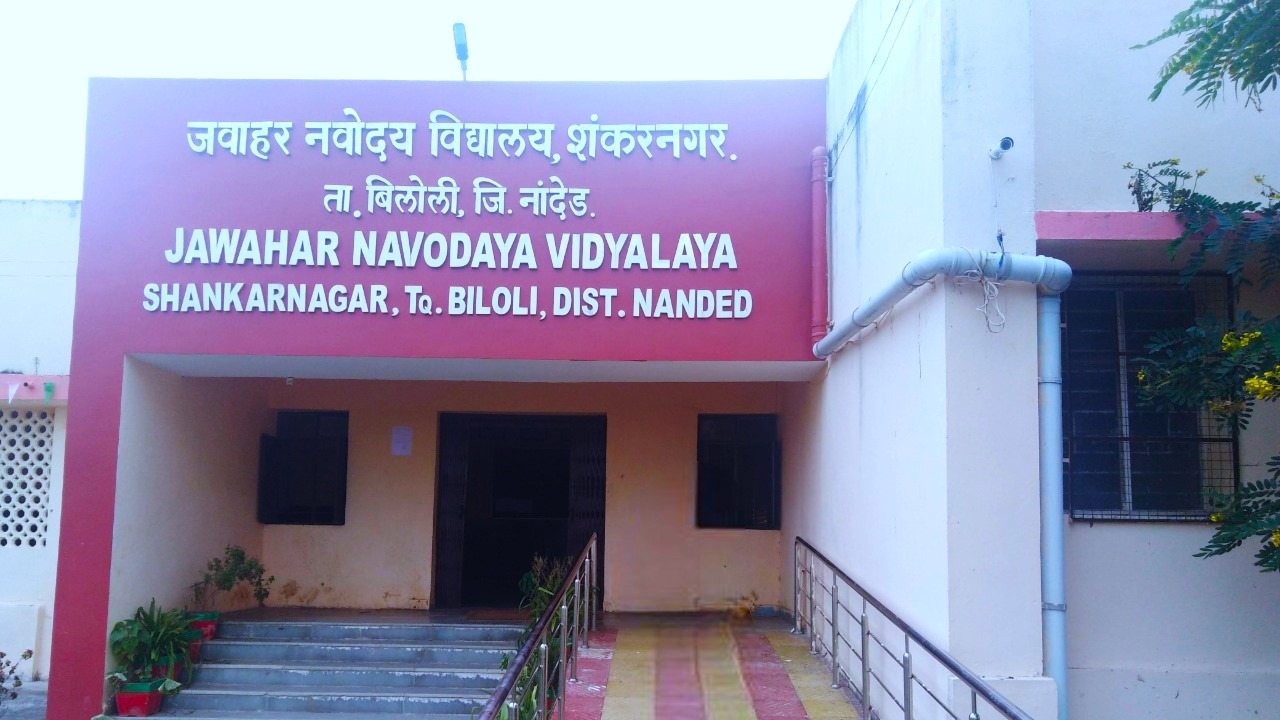 जवाहर नवोदय विद्यालय, शंकरनगर.
ता. बिलोली, जि. नांदेड.
JAWAHAR NAVODAYA VIDYALAYA
SHANKARNAGAR, TQ. BILOLI, DIST. NANDED